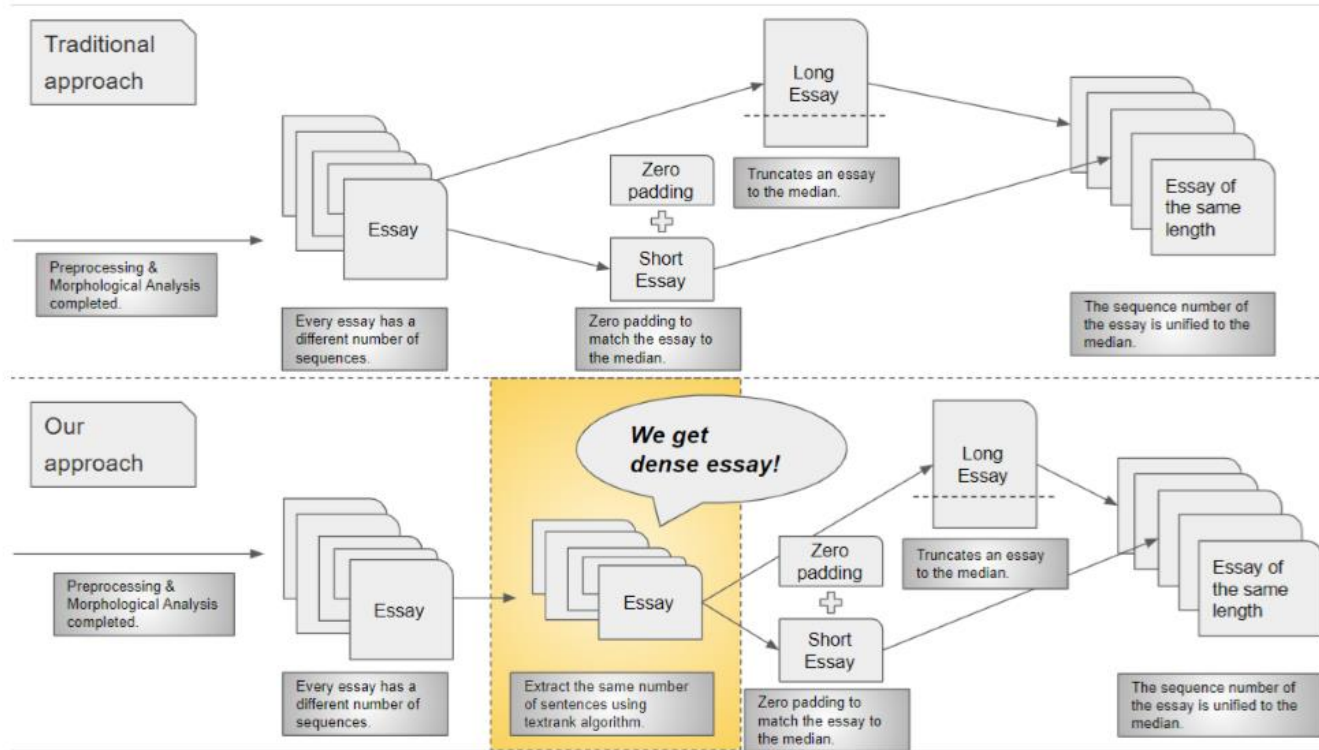 Traditional
approach
Long
Essay
Zero
padding
Truncates an essay
to the median.
Essay
Essay of
the same
length
Short
Essay
Preprocessing &
Morphological Analysis
completed.
Every essay has a
different number of
sequences.
Zero padding to
match the essay to
the median.
The sequence number of
the essay is unified to the
median.
Our
approach
We get
dense essay!
Long
Essay
Zero
padding
Truncates an essay
to the median.
Essay
Essay
Essay of
the same
length
Preprocessing &
Morphological Analysis
completed.
Short
Essay
Every essay has a
different number of
sequences.
Extract the same number
of sentences using
textrank algorithm.
Zero padding to
match the essay to
the median.
The sequence number of
the essay is unified to the
median.